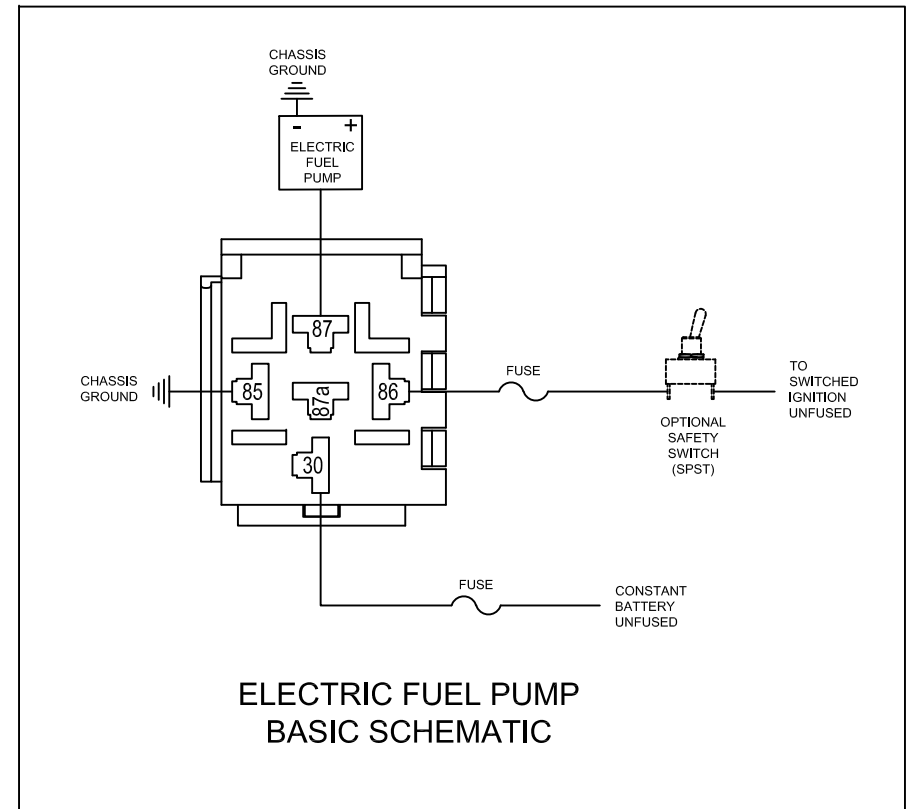 CHASSIS
GROUND
- +
ELECTRIC
FUEL
PUMP
87
85
87a
86
30
CHASSIS
GROUND
FUSE
OPTIONAL
SAFETY
SWITCH
(SPST)
TO
SWITCHED
IGNITION
UNFUSED
FUSE
CONSTANT
BATTERY
UNFUSED
ELECTRIC FUEL PUMP
BASIC SCHEMATIC